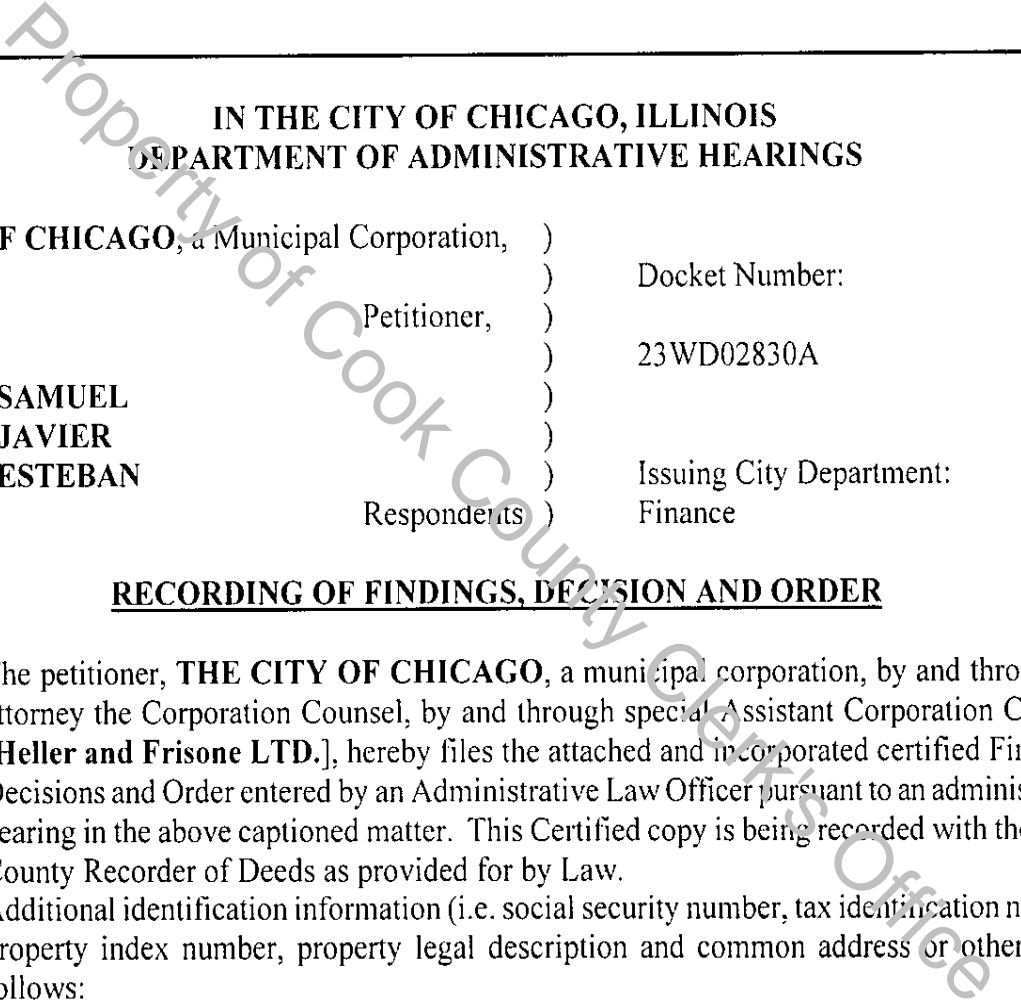 IN THE CITY OF CHICAGO, ILLINOIS
DEPARTMENT OF ADMINISTRATIVE HEARINGS
F CHICAGO, a Municipal Corporation, )
) Docket Number:
Petitioner, )
) 23WD02830A
SAMUEL )
JAVIER )
ESTEBAN ) Issuing City Department:
Respondents ) Finance
RECORDING OF FINDINGS, DECISION AND ORDER
he petitioner, THE CITY OF CHICAGO, a municipal corporation, by and thro
ttorney the Corporation Counsel, by and through special Assistant Corporation C
Heller and Frisone LTD.], hereby files the attached and incorporated certified Fi
Decisions and Order entered by an Administrative Law Officer pursuant to an adminis
earing in the above captioned matter. This Certified copy is being recorded with the
County Recorder of Deeds as provided for by Law.
Additional identification information (i.e. social security number, tax identification n
roperty index number, property legal description and common address or other
ollows:
Property of Cook County Clerk's Office